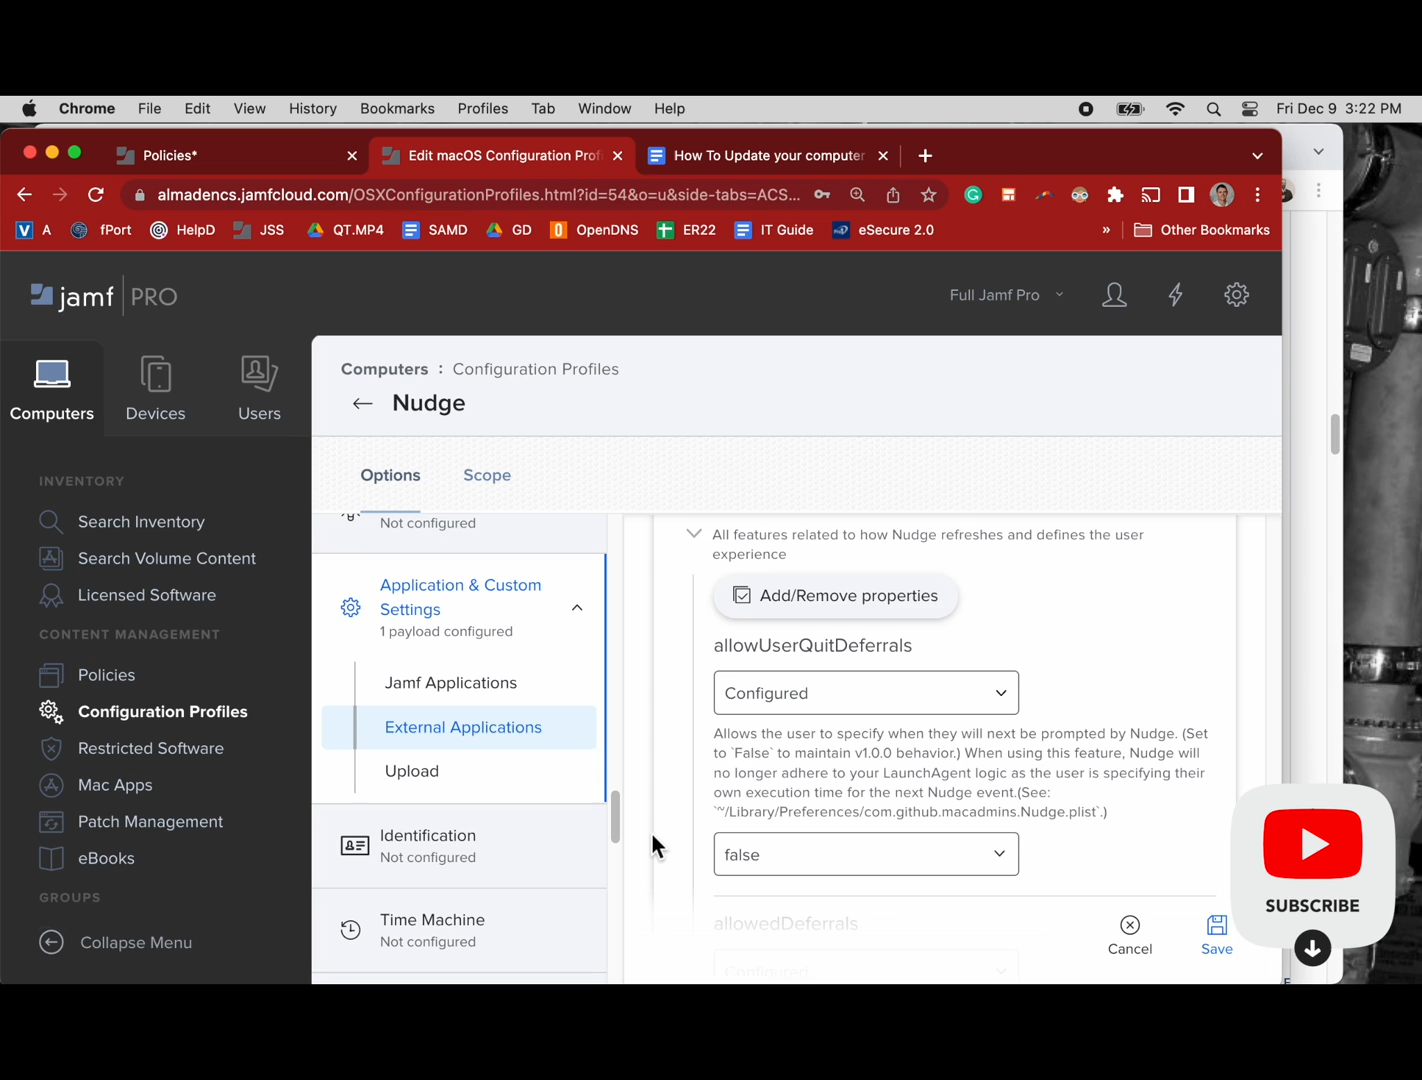 Chrome File Edit View History Bookmarks Profiles Tab Window Help Fri Dec 9 3:22 PM
Policies* Edit macOS Configuration Prof How To Update your computer
almadencs.jamfcloud.com/OSXConfigurationProfiles.html?id=54&o=u&side-tabs=ACS...
V A fPort HelpD JSS QT.MP4 SAMD GD OpenDNS ER22 IT Guide eSecure 2.0 » Other Bookmarks
jamf PRO
Full Jamf Pro
Computers Devices Users
INVENTORY
Search Inventory
Search Volume Content
Licensed Software
CONTENT MANAGEMENT
Policies
Configuration Profiles
Restricted Software
Mac Apps
Patch Management
eBooks
GROUPS
Collapse Menu
Computers : Configuration Profiles
← Nudge
Options Scope
Not configured
Application & Custom
Settings
1 payload configured
Jamf Applications
External Applications
Upload
Identification
Not configured
Time Machine
Not configured
All features related to how Nudge refreshes and defines the user
experience
Add/Remove properties
allowUserQuitDeferrals
Configured
Allows the user to specify when they will next be prompted by Nudge. (Set
to `False` to maintain v1.0.0 behavior.) When using this feature, Nudge will
no longer adhere to your LaunchAgent logic as the user is specifying their
own execution time for the next Nudge event.(See:
`~/Library/Preferences/com.github.macadmins.Nudge.plist`.)
false
allowedDeferrals
Configured
Cancel Save
SUBSCRIBE